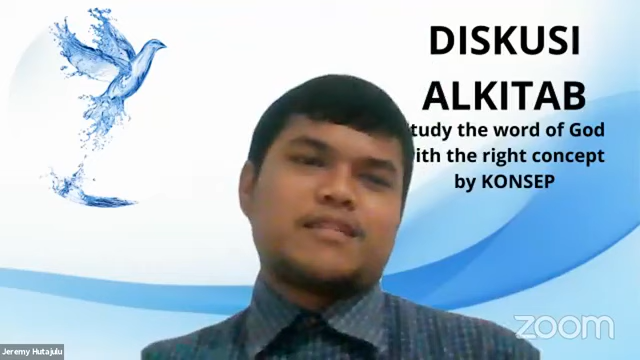 DISKUSI
ALKITAB
tudy the word of God
ith the right concept
by KONSEP
zoom
Jeremy Hutajulu